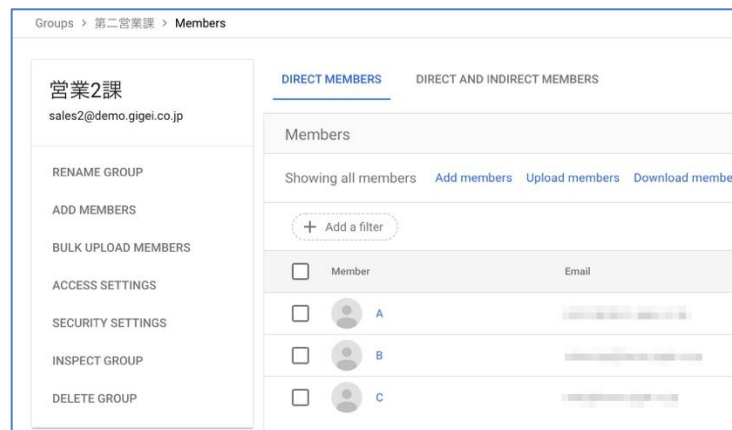 Groups > 第二営業課 > Members
営業2課
sales2@demo.gigei.co.jp
RENAME GROUP
ADD MEMBERS
BULK UPLOAD MEMBERS
ACCESS SETTINGS
SECURITY SETTINGS
INSPECT GROUP
DELETE GROUP
DIRECT MEMBERS DIRECT AND INDIRECT MEMBERS
Members
Showing all members Add members Upload members Download membe
+ Add a filter
Member Email
A
B
C